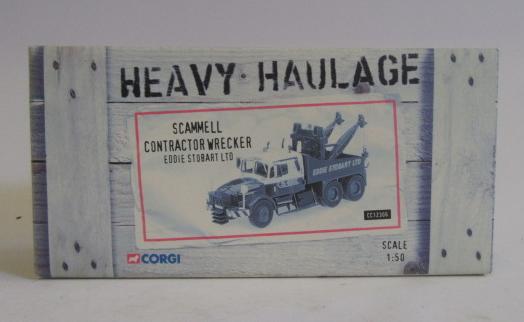 HEAVY·HAULAGE
SCAMMELL
CONTRACTOR WRECKER
EDDIE STOBART LTD
EDDIE STOBART LTD
CC12306
CORGI
SCALE
1:50